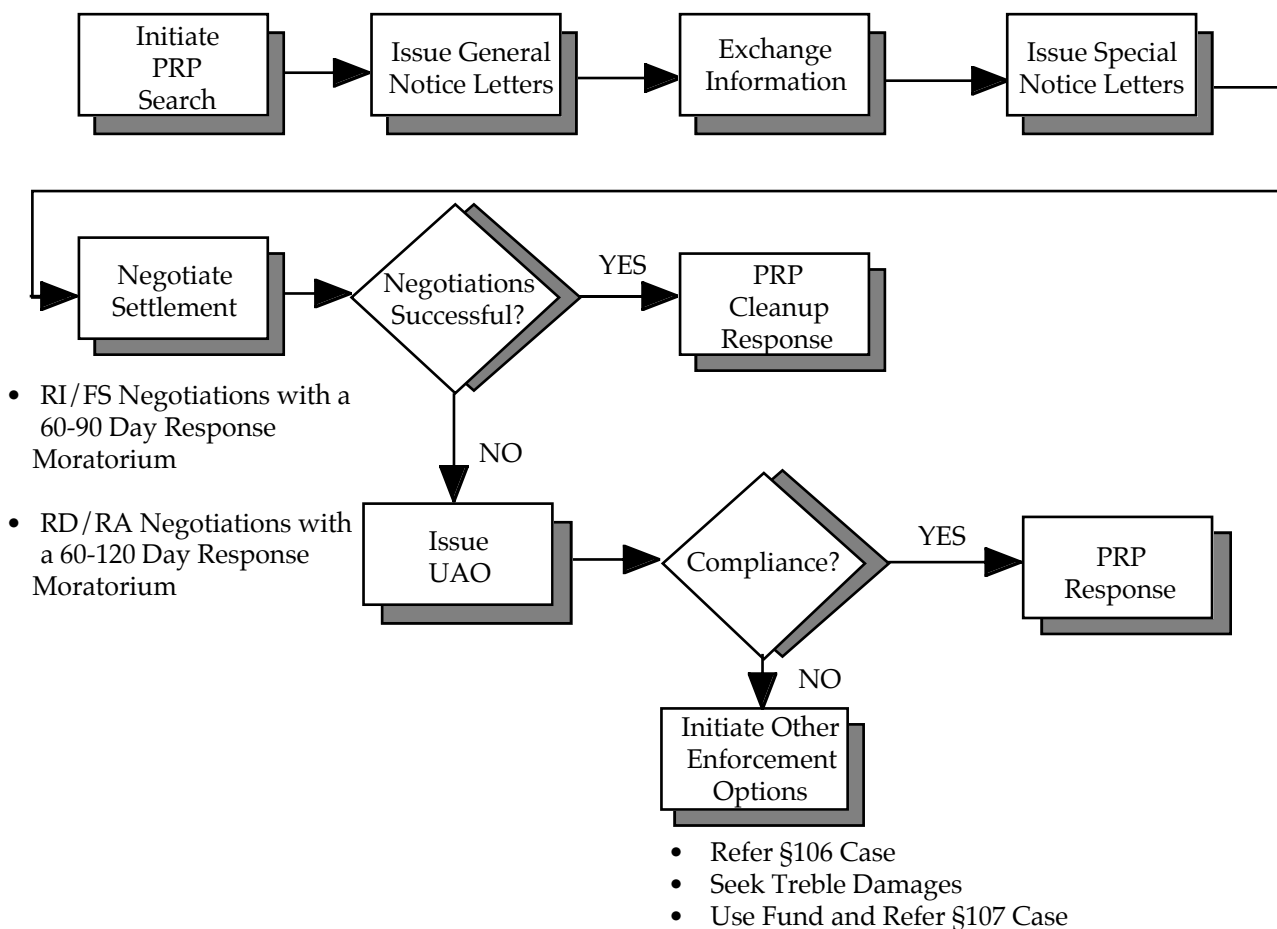 Initiate
PRP
Search
Issue General
Notice Letters
Exchange
Information
Issue Special
Notice Letters
Negotiate
Settlement
Negotiations
Successful?
YES
PRP
Cleanup
Response
• RI/FS Negotiations with a
60-90 Day Response
Moratorium
• RD/RA Negotiations with
a 60-120 Day Response
Moratorium
NO
Issue
UAO
Compliance?
YES
PRP
Response
NO
Initiate Other
Enforcement
Options
• Refer §106 Case
• Seek Treble Damages
• Use Fund and Refer §107 Case